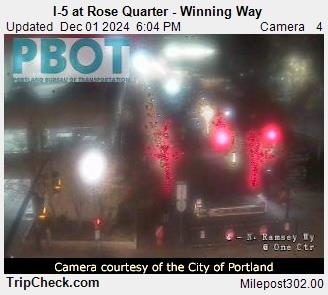 I-5 at Rose Quarter - Winning Way
Updated Dec 01 2024 6:04 PM Camera 4
PBOT
PORTLAND BUREAU OF TRANSPORTATION
4 - N. Ramsey Wy
@ One Ctr
Camera courtesy of the City of Portland
TripCheck.com Milepost302.00